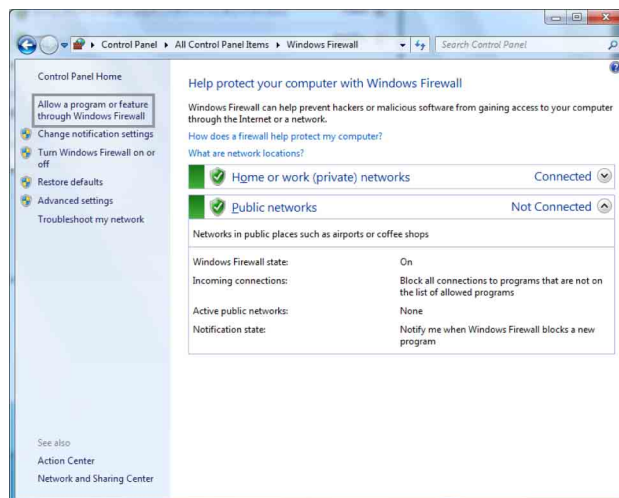 Control Panel ▸ All Control Panel Items ▸ Windows Firewall
Search Control Panel
Control Panel Home
Allow a program or feature
through Windows Firewall
Change notification settings
Turn Windows Firewall on or
off
Restore defaults
Advanced settings
Troubleshoot my network
See also
Action Center
Network and Sharing Center
Help protect your computer with Windows Firewall
Windows Firewall can help prevent hackers or malicious software from gaining access to your computer
through the Internet or a network.
How does a firewall help protect my computer?
What are network locations?
Home or work (private) networks Connected
Public networks Not Connected
Networks in public places such as airports or coffee shops
Windows Firewall state: On
Incoming connections: Block all connections to programs that are not on
the list of allowed programs
Active public networks: None
Notification state: Notify me when Windows Firewall blocks a new
program